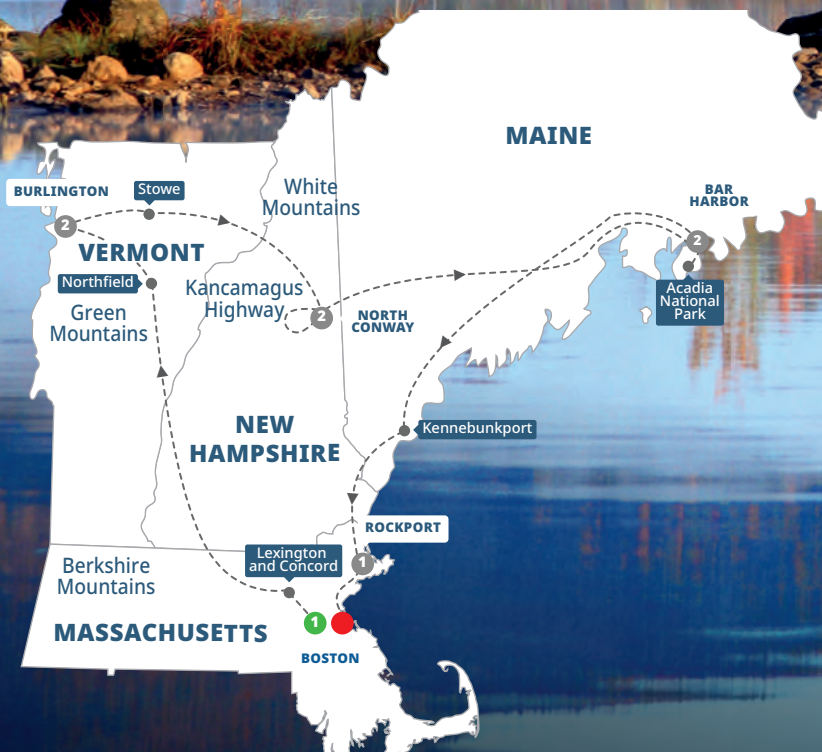 MAINE
BURLINGTON
Stowe
White
Mountains
BAR
HARBOR
2
2
VERMONT
Northfield
Kancamagus
Highway
Acadia
National
Park
Green
Mountains
2
NORTH
CONWAY
NEW
HAMPSHIRE
Kennebunkport
ROCKPORT
Lexington
and Concord
1
Berkshire
Mountains
MASSACHUSETTS
1
BOSTON